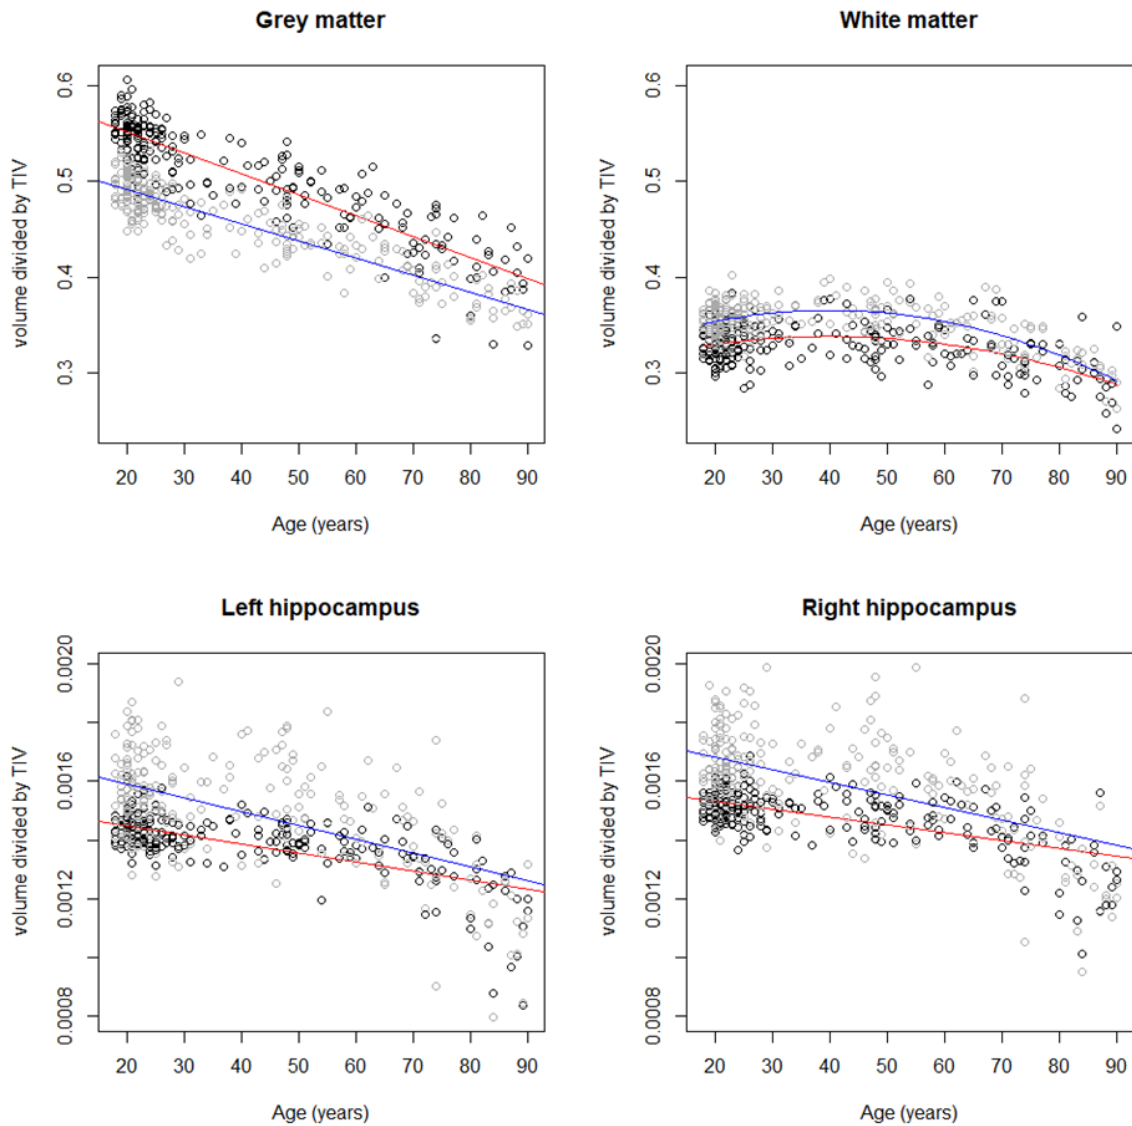 Grey matter
volume divided by TIV
0.6
0.5
0.4
0.3
20 30 40 50 60 70 80 90
Age (years)
White matter
volume divided by TIV
0.6
0.5
0.4
0.3
20 30 40 50 60 70 80 90
Age (years)
Left hippocampus
volume divided by TIV
0.0020
0.0016
0.0012
0.0008
20 30 40 50 60 70 80 90
Age (years)
Right hippocampus
volume divided by TIV
0.0020
0.0016
0.0012
0.0008
20 30 40 50 60 70 80 90
Age (years)